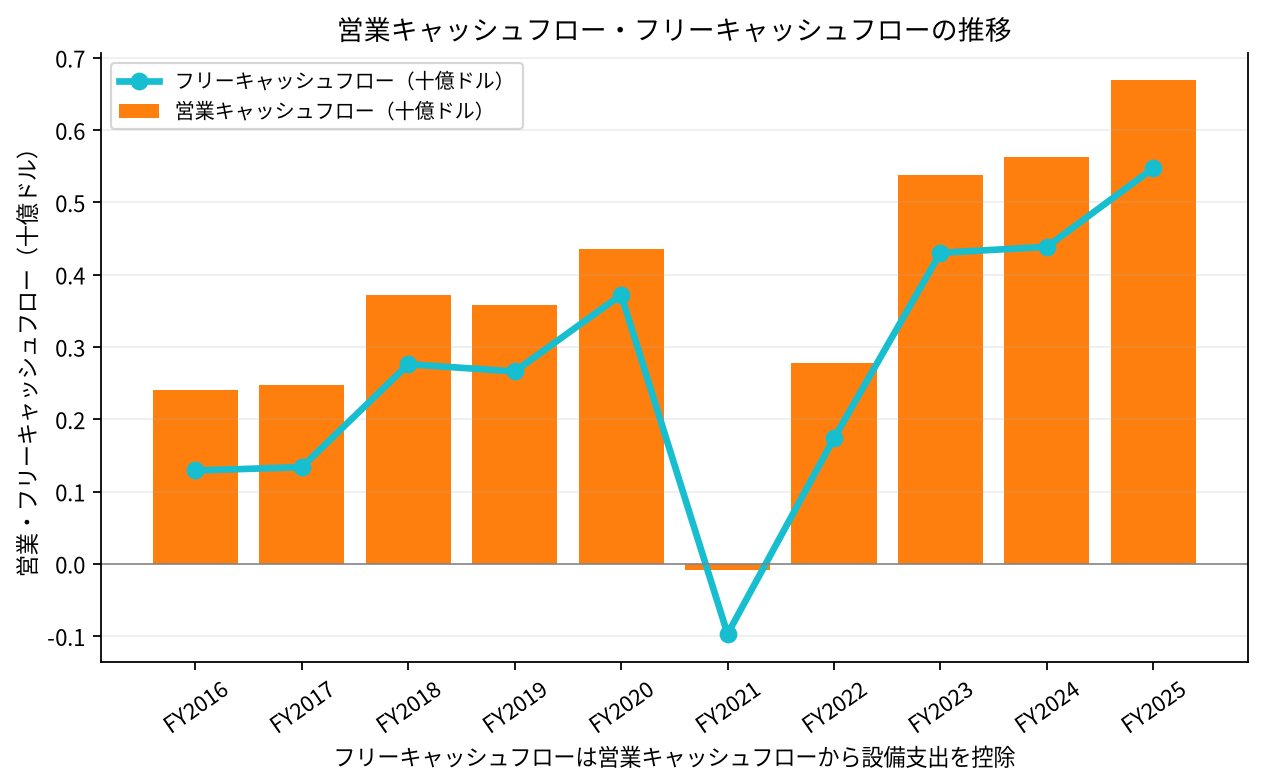 営業キャッシュフロー・フリーキャッシュフローの推移
フリーキャッシュフロー（十億ドル）
営業キャッシュフロー（十億ドル）
営業・フリーキャッシュフロー（十億ドル）
0.7
0.6
0.5
0.4
0.3
0.2
0.1
0.0
-0.1
FY2016
FY2017
FY2018
FY2019
FY2020
FY2021
FY2022
FY2023
FY2024
FY2025
フリーキャッシュフローは営業キャッシュフローから設備支出を控除